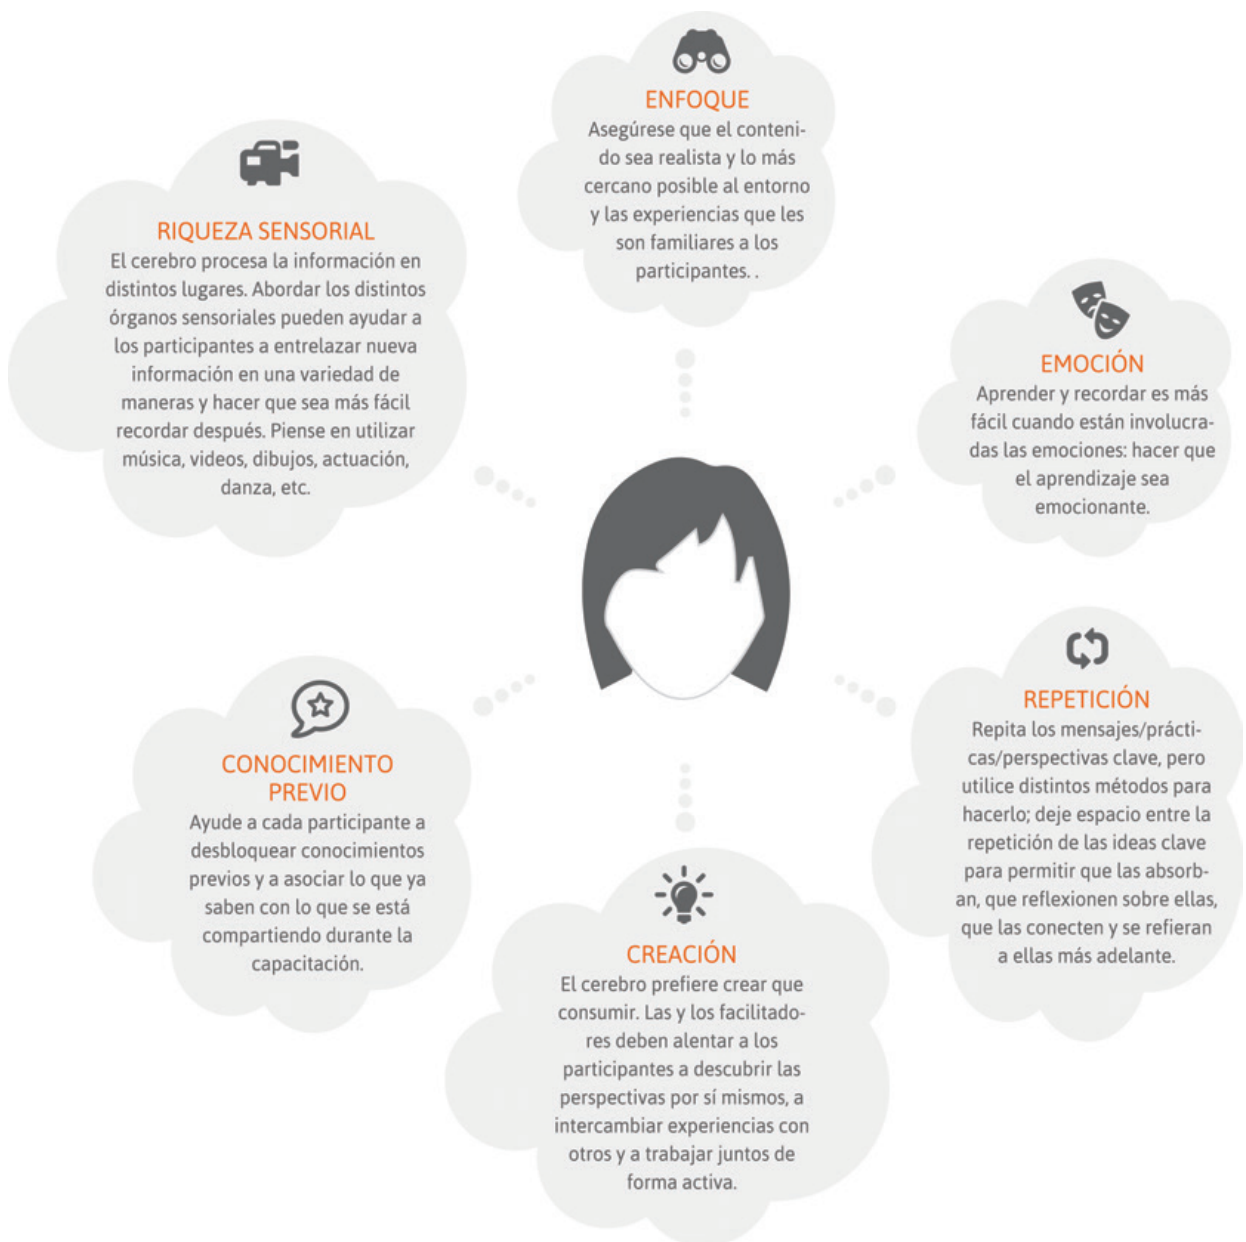 ENFOQUE
Asegúrese que el conteni-
do sea realista y lo más
cercano posible al entorno
y las experiencias que les
son familiares a los
participantes. .
RIQUEZA SENSORIAL
El cerebro procesa la información en
distintos lugares. Abordar los distintos
órganos sensoriales pueden ayudar a
los participantes a entrelazar nueva
información en una variedad de
maneras y hacer que sea más fácil
recordar después. Piense en utilizar
música, videos, dibujos, actuación,
danza, etc.
EMOCIÓN
Aprender y recordar es más
fácil cuando están involucra-
das las emociones: hacer que
el aprendizaje sea
emocionante.
CONOCIMIENTO
PREVIO
Ayude a cada participante a
desbloquear conocimientos
previos y a asociar lo que ya
saben con lo que se está
compartiendo durante la
capacitación.
REPETICIÓN
Repita los mensajes/prácti-
cas/perspectivas clave, pero
utilice distintos métodos para
hacerlo; deje espacio entre la
repetición de las ideas clave
para permitir que las absorb-
an, que reflexionen sobre ellas,
que las conecten y se refieran
a ellas más adelante.
CREACIÓN
El cerebro prefiere crear que
consumir. Las y los facilitado-
res deben alentar a los
participantes a descubrir las
perspectivas por sí mismos, a
intercambiar experiencias con
otros y a trabajar juntos de
forma activa.